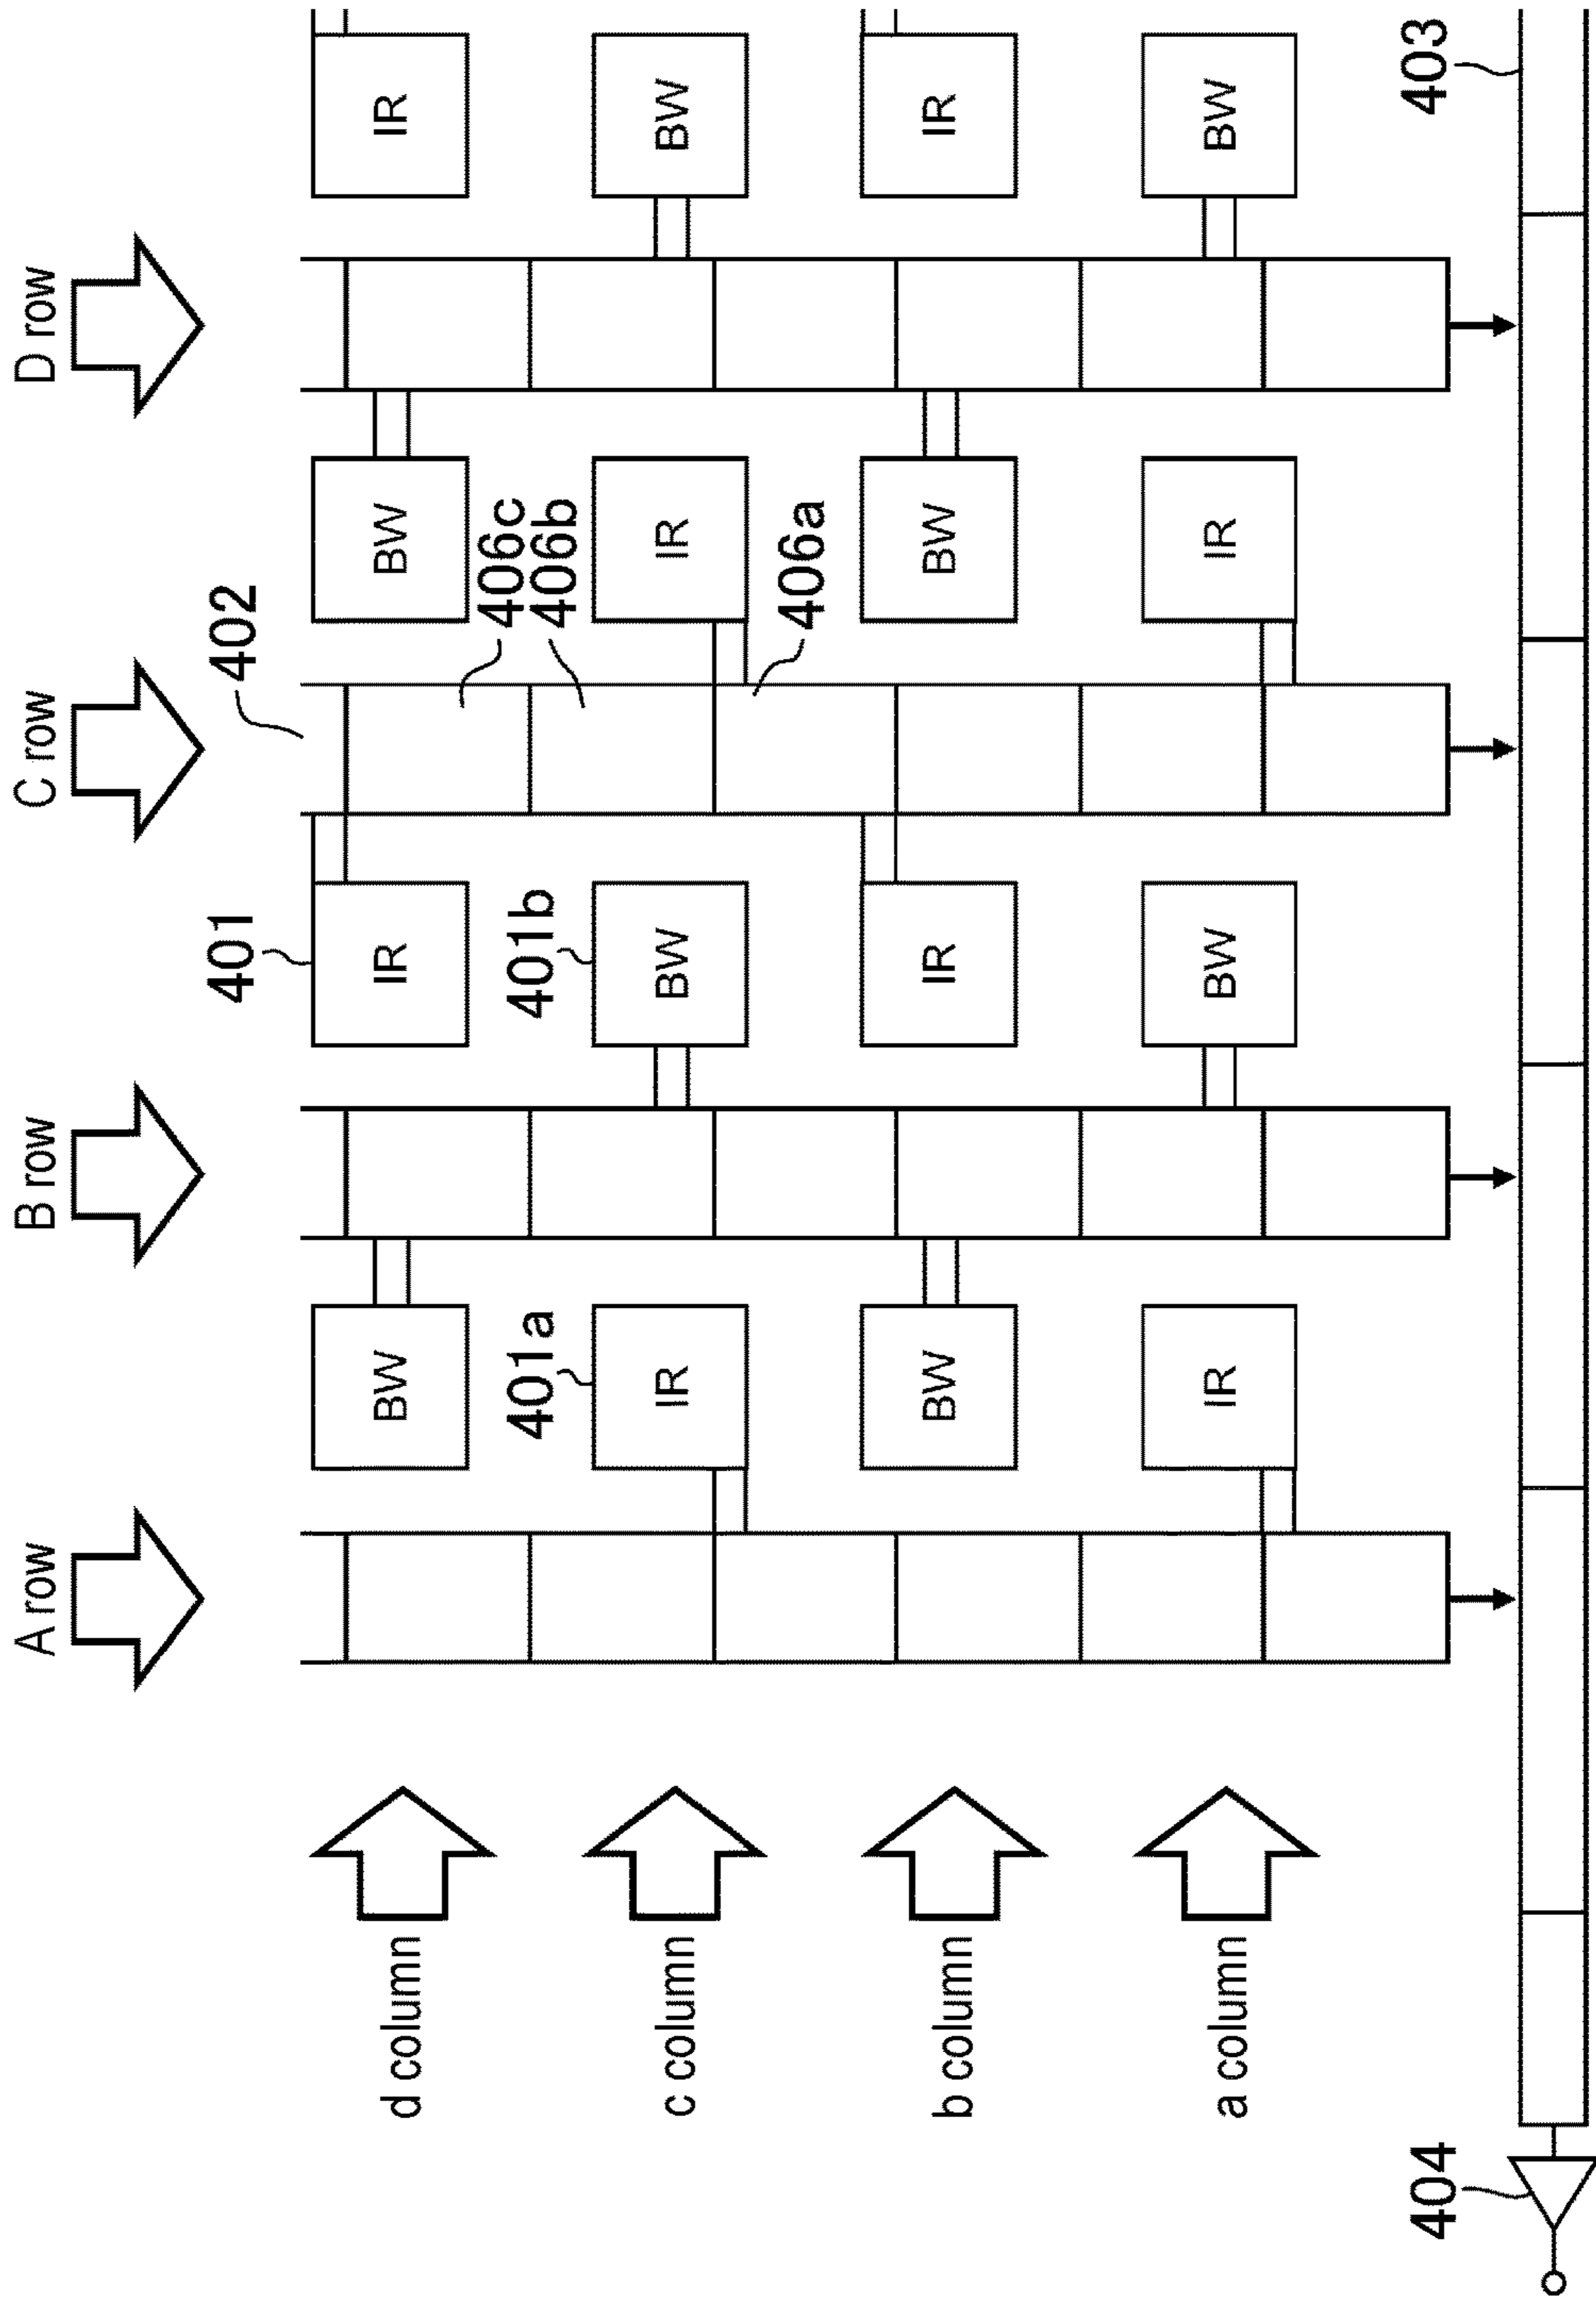 A row B row C row D row
401 402
d column BW IR BW IR
406c
401a 401b 406b
c column IR BW IR BW
406a
b column BW IR BW IR
a column IR BW IR BW
404 403